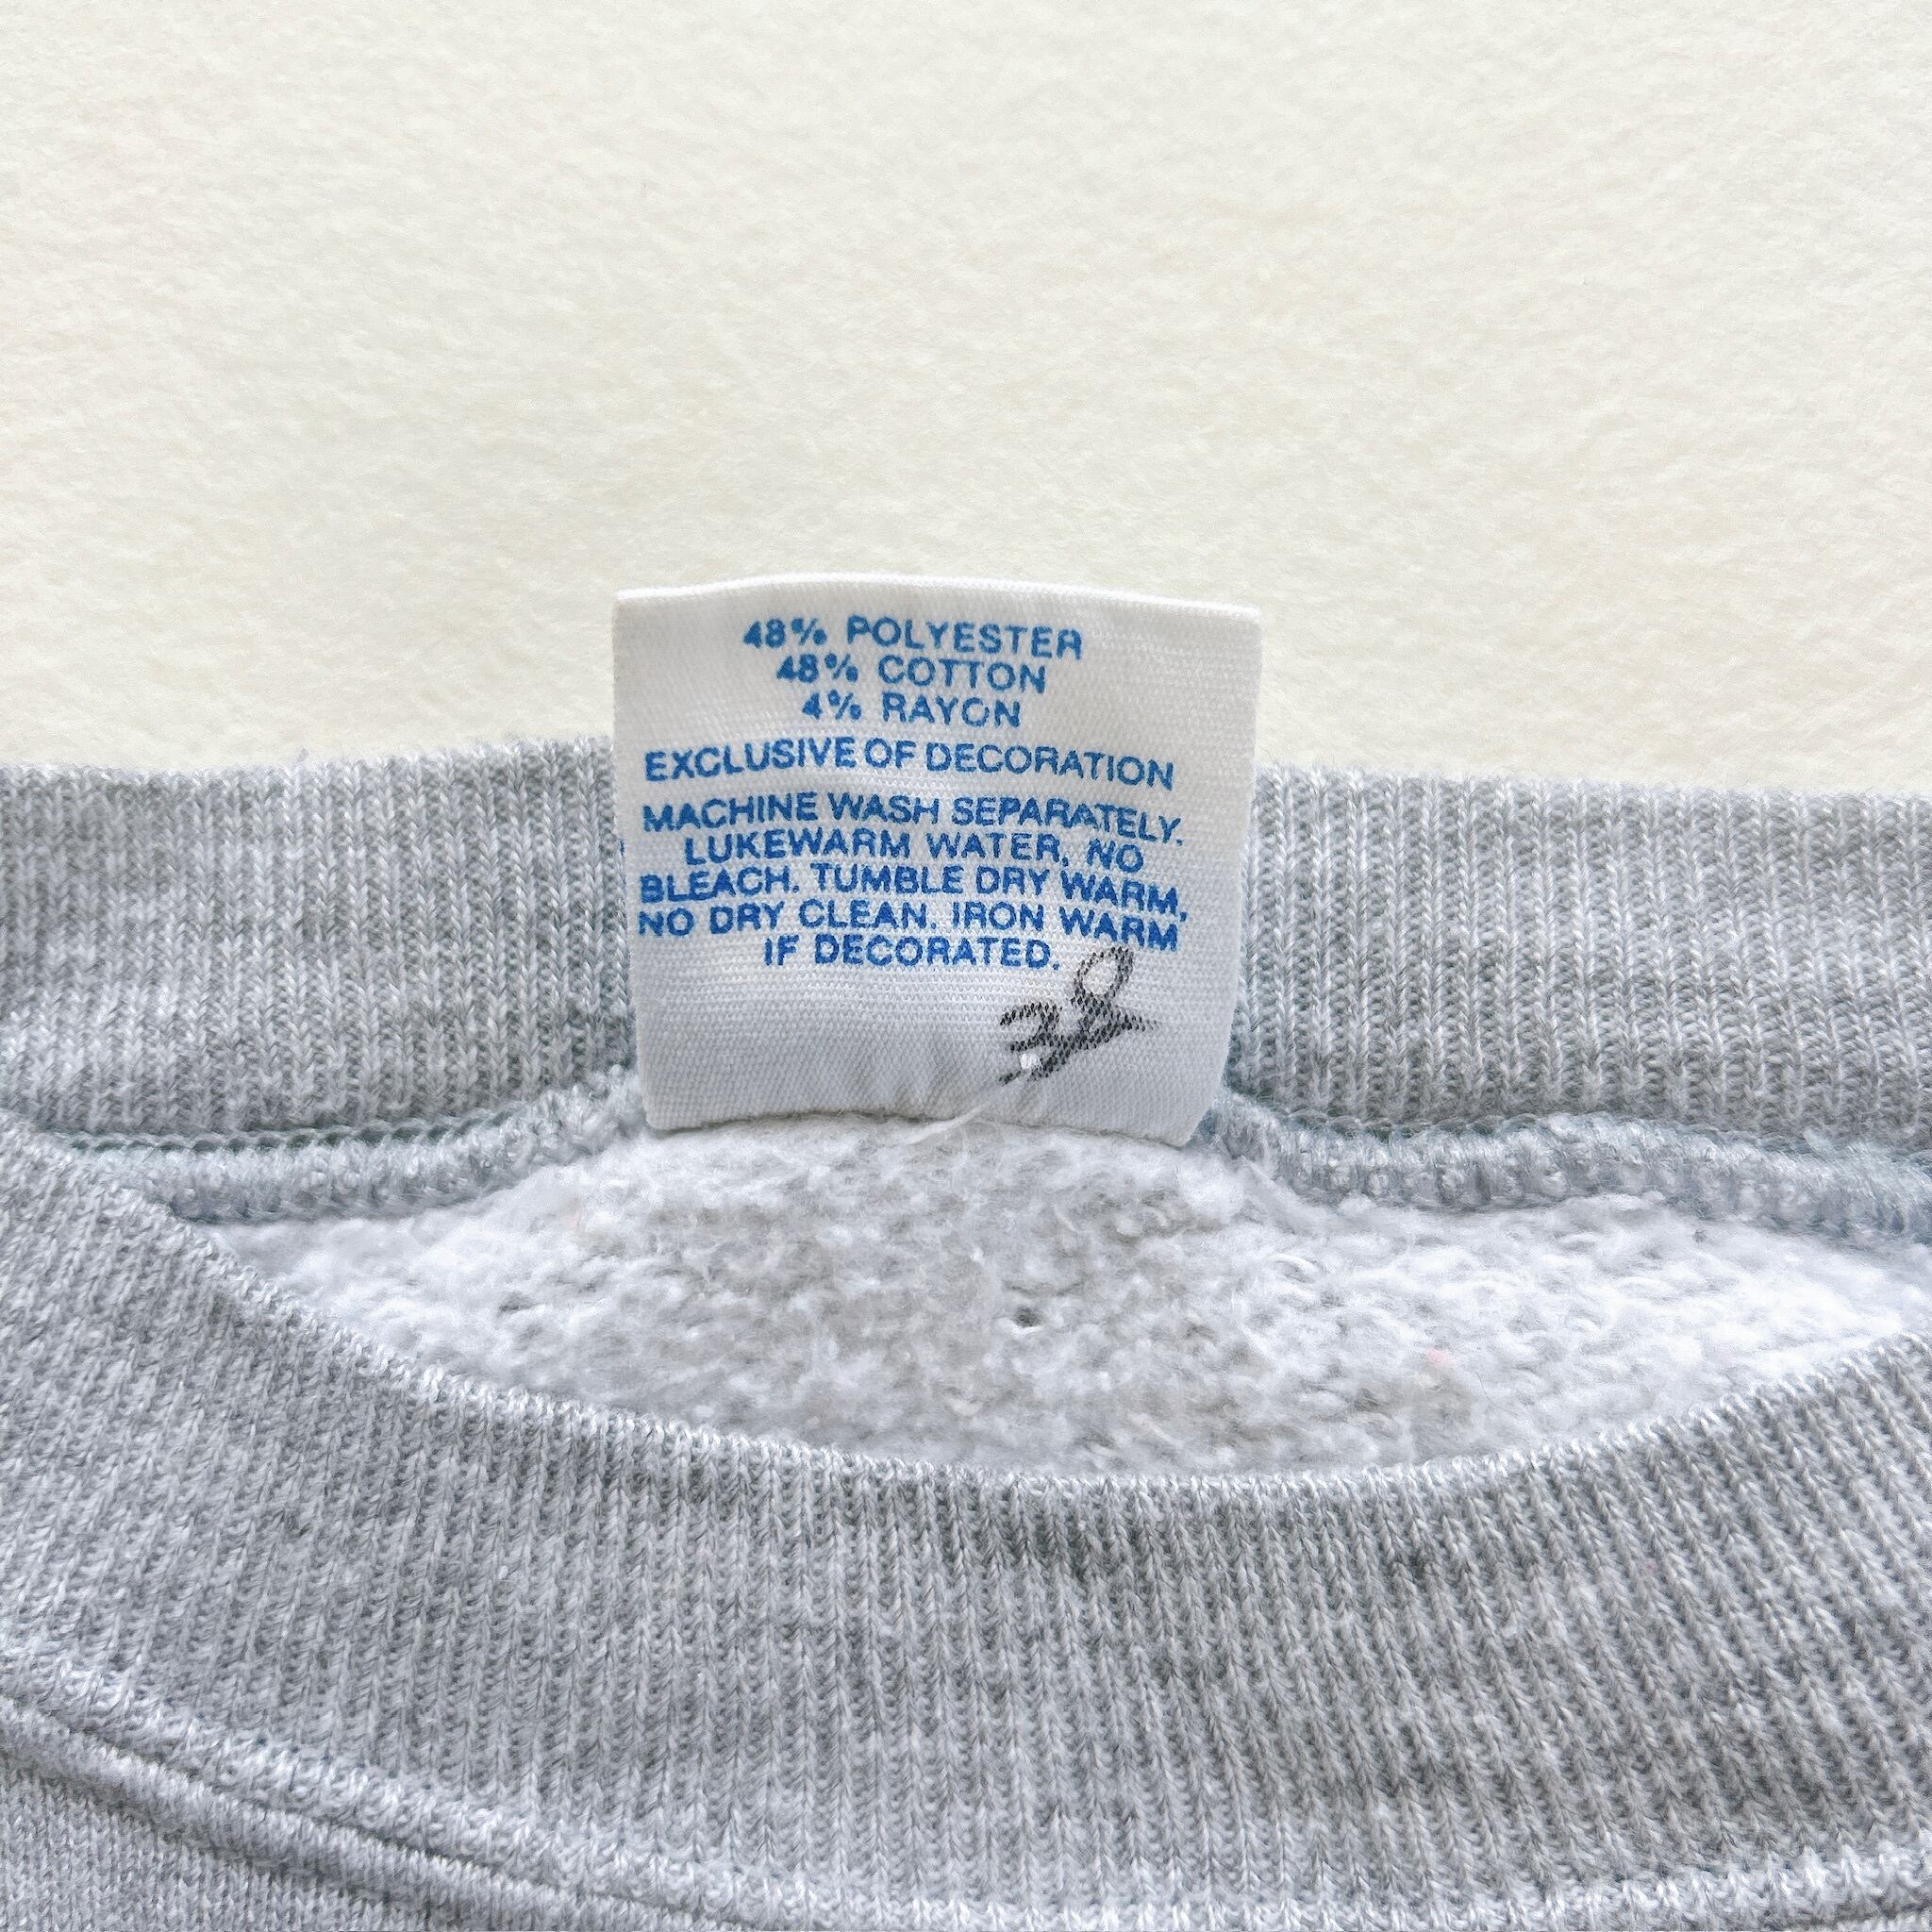 48% POLYESTER
48% COTTON
4% RAYON
EXCLUSIVE OF DECORATION
MACHINE WASH SEPARATELY.
LUKEWARM WATER, NO
BLEACH. TUMBLE DRY WARM,
NO DRY CLEAN. IRON WARM
IF DECORATED.